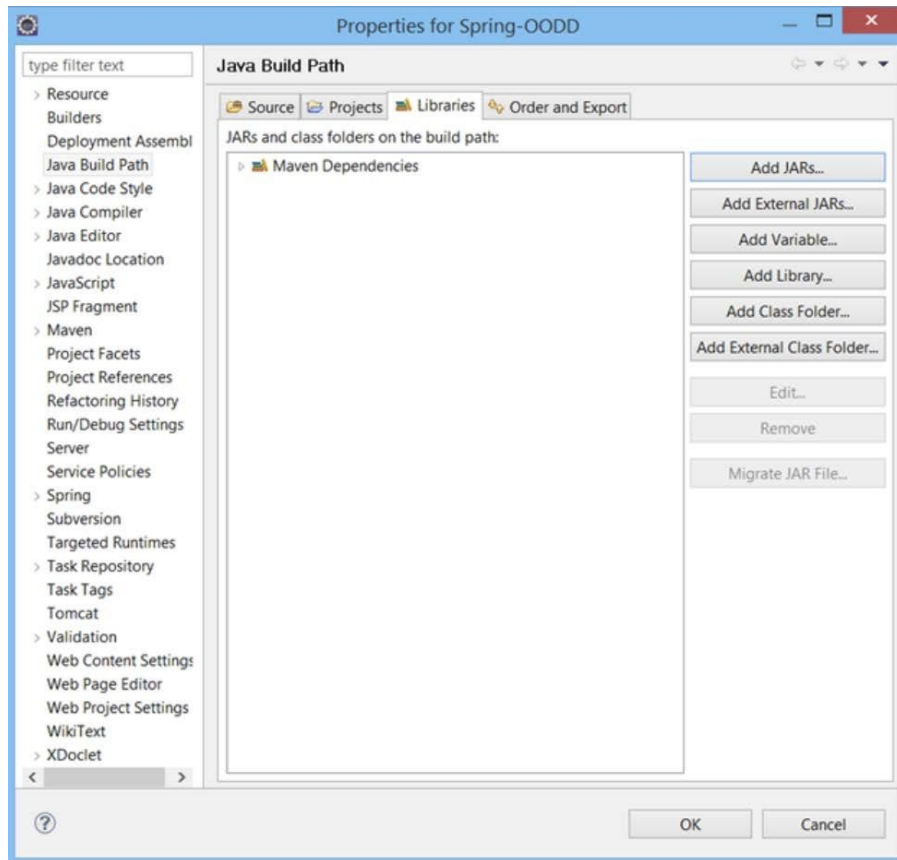 Properties for Spring-OODD
type filter text
Resource
Builders
Deployment Assembl
Java Build Path
Java Code Style
Java Compiler
Java Editor
Javadoc Location
JavaScript
JSP Fragment
Maven
Project Facets
Project References
Refactoring History
Run/Debug Settings
Server
Service Policies
Spring
Subversion
Targeted Runtimes
Task Repository
Task Tags
Tomcat
Validation
Web Content Settings
Web Page Editor
Web Project Settings
WikiText
XDoclet
Java Build Path
Source Projects Libraries Order and Export
JARs and class folders on the build path:
Maven Dependencies
Add JARs...
Add External JARs...
Add Variable...
Add Library...
Add Class Folder...
Add External Class Folder...
Edit...
Remove
Migrate JAR File...
OK Cancel